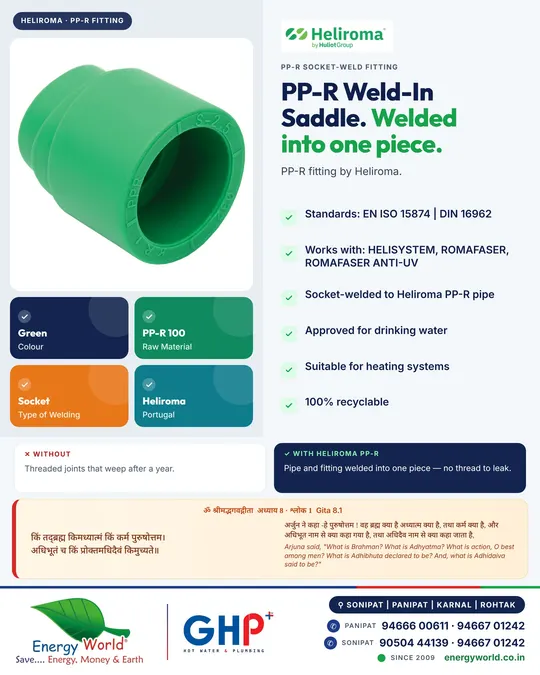 HELIROMA · PP-R FITTING
Heliroma
by HulietGroup
PP-R SOCKET-WELD FITTING
PP-R Weld-In
Saddle. Welded
into one piece.
PP-R fitting by Heliroma.
Standards: EN ISO 15874 | DIN 16962
Works with: HELISYSTEM, ROMAFASER,
ROMAFASER ANTI-UV
Socket-welded to Heliroma PP-R pipe
Approved for drinking water
Suitable for heating systems
100% recyclable
Green
Colour
PP-R 100
Raw Material
Socket
Type of Welding
Heliroma
Portugal
✕ WITHOUT
Threaded joints that weep after a year.
✓ WITH HELIROMA PP-R
Pipe and fitting welded into one piece — no thread to leak.
ॐ श्रीमद्भगवद्गीता अध्याय 8 · श्लोक 1 Gita 8.1
किं तद्ब्रह्म किमध्यात्मं किं कर्म पुरुषोत्तम।
अधिभूतं च किं प्रोक्तमधिदैवं किमुच्यते॥
अर्जुन ने कहा -हे पुरुषोत्तम ! वह ब्रह्म क्या है अध्यात्म क्या है, तथा कर्म क्या है, और
अधिभूत नाम से क्या कहा गया है, तथा अधिदैव नाम से क्या कहा जाता है,
Arjuna said, "What is Brahman? What is Adhyatma? What is action, O best
among men? What is Adhibhuta declared to be? And, what is Adhidaiva
said to be?"
Energy World
Save.... Energy, Money & Earth
GHP+
HOT WATER & PLUMBING
SONIPAT | PANIPAT | KARNAL | ROHTAK
PANIPAT 94666 00611 · 94667 01242
SONIPAT 90504 44139 · 94667 01242
SINCE 2009 energyworld.co.in